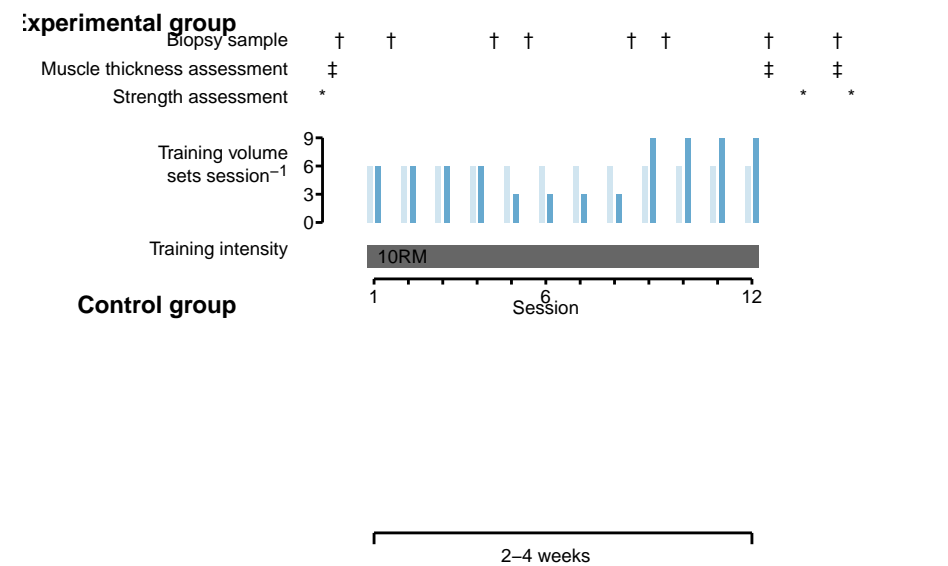 Experimental group
Biopsy sample † † † † † † † †
Muscle thickness assessment ‡ ‡ ‡
Strength assessment * * *
Training volume
sets session–1
9
6
3
0
Training intensity
10RM
1 6 12
Session
Control group
2–4 weeks